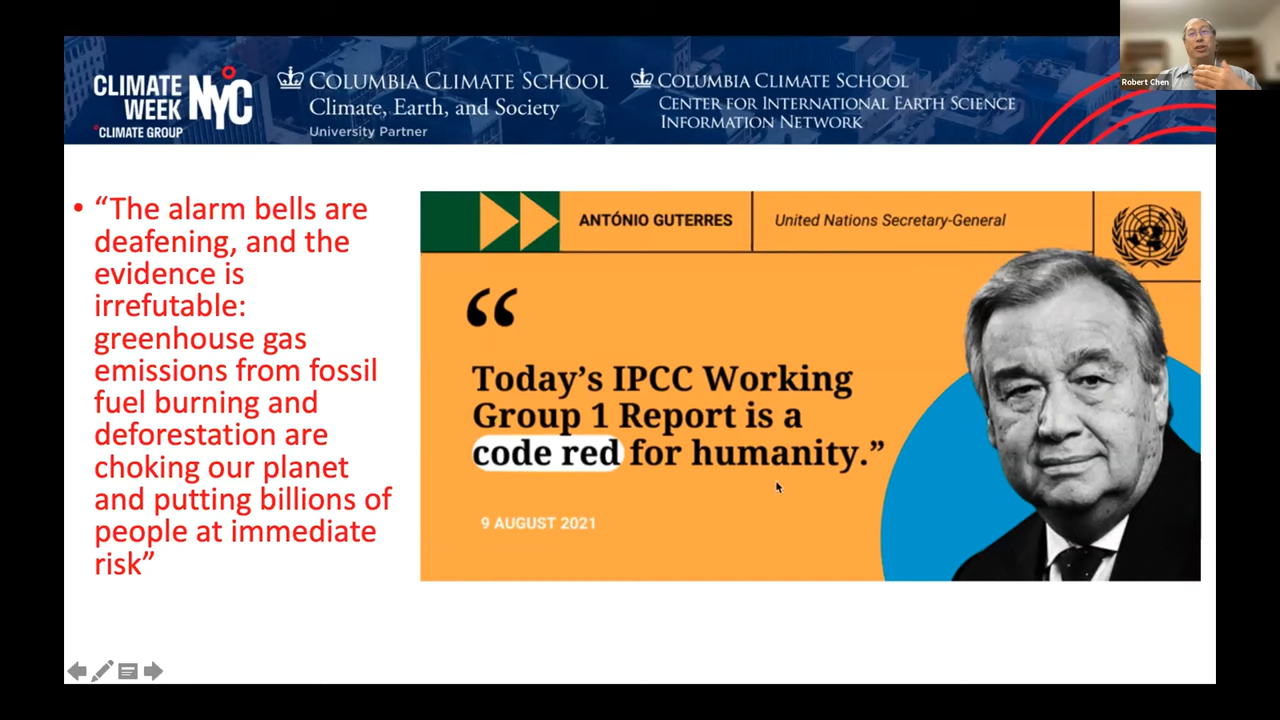 CLIMATE
WEEK
NYC
°CLIMATE GROUP
COLUMBIA CLIMATE SCHOOL
Climate, Earth, and Society
University Partner
COLUMBIA CLIMATE SCHOOL
CENTER FOR INTERNATIONAL EARTH SCIENCE
INFORMATION NETWORK
Robert Chen
• “The alarm bells are
deafening, and the
evidence is
irrefutable:
greenhouse gas
emissions from fossil
fuel burning and
deforestation are
choking our planet
and putting billions of
people at immediate
risk”
ANTÓNIO GUTERRES
United Nations Secretary-General
“
Today’s IPCC Working
Group 1 Report is a
code red for humanity.”
9 AUGUST 2021